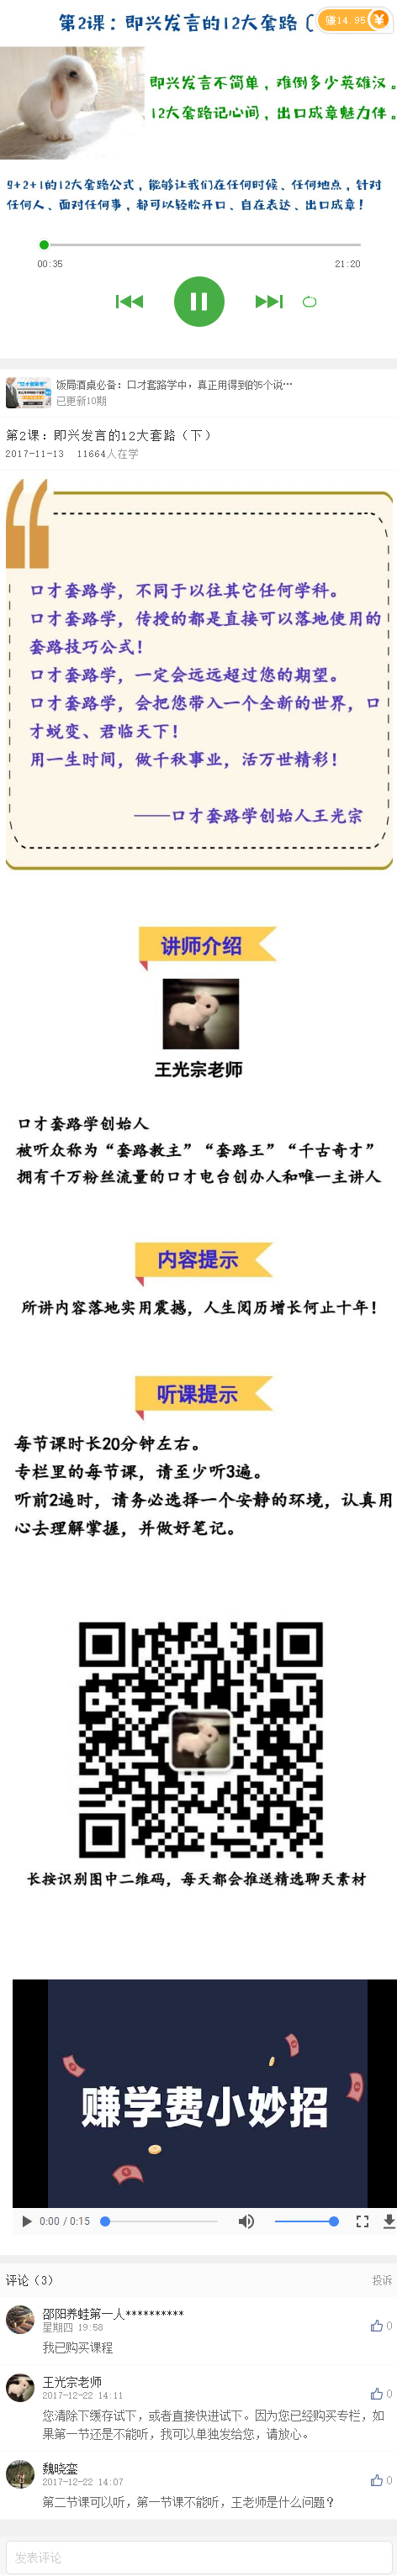 第2课：即兴发言的12大套路（
赚14.95
即兴发言不简单，难倒多少英雄汉。
12大套路记心间，出口成章魅力伴。
9+2+1的12大套路公式，能够让我们在任何时候、任何地点，针对
任何人、面对任何事，都可以轻松开口、自在表达、出口成章！
00:35
21:20
饭局酒桌必备：口才套路学中，真正用得到的5个说…
已更新10期
第2课：即兴发言的12大套路（下）
2017-11-13 11664人在学
口才套路学，不同于以往其它任何学科。
口才套路学，传授的都是直接可以落地使用的
套路技巧公式！
口才套路学，一定会远远超过您的期望。
口才套路学，会把您带入一个全新的世界，口
才蜕变、君临天下！
用一生时间，做千秋事业，活万世精彩！
——口才套路学创始人王光宗
讲师介绍
王光宗老师
口才套路学创始人
被听众称为“套路教主”“套路王”“千古奇才”
拥有千万粉丝流量的口才电台创办人和唯一主讲人
内容提示
所讲内容落地实用震撼，人生阅历增长何止十年！
听课提示
每节课时长20分钟左右。
专栏里的每节课，请至少听3遍。
听前2遍时，请务必选择一个安静的环境，认真用
心去理解掌握，并做好笔记。
长按识别图中二维码，每天都会推送精选聊天素材
赚学费小妙招
0:00 / 0:15
评论（3）
投诉
邵阳养蛙第一人**********
星期四 19:58
0
我已购买课程
王光宗老师
2017-12-22 14:11
0
您清除下缓存试下，或者直接快进试下。因为您已经购买专栏，如
果第一节还是不能听，我可以单独发给您，请放心。
魏晓銮
2017-12-22 14:07
0
第二节课可以听，第一节课不能听，王老师是什么问题？
发表评论